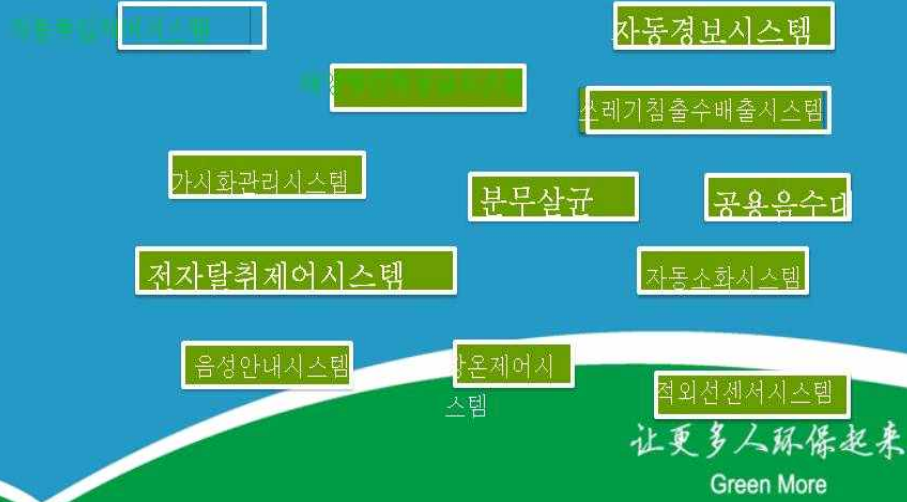 자동경보시스템
쓰레기침출수배출시스템
가시화관리시스템
분무살균
공용음수대
전자탈취제어시스템
자동소화시스템
음성안내시스템
항온제어시
스템
적외선센서시스템
让更多人环保起来
Green More